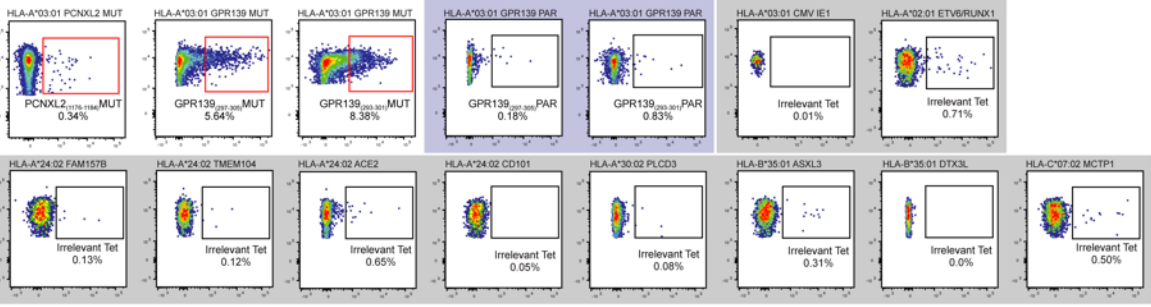 HLA-A*03:01 PCNXL2 MUT
PCNXL2(1176-1184)MUT
0.34%
HLA-A*03:01 GPR139 MUT
GPR139(297-305)MUT
5.64%
HLA-A*03:01 GPR139 MUT
GPR139(293-301)MUT
8.38%
HLA-A*03:01 GPR139 PAR
GPR139(297-305)PAR
0.18%
HLA-A*03:01 GPR139 PAR
GPR139(293-301)PAR
0.83%
HLA-A*03:01 CMV IE1
Irrelevant Tet
0.01%
HLA-A*02:01 ETV6/RUNX1
Irrelevant Tet
0.71%
HLA-A*24:02 FAM157B
Irrelevant Tet
0.13%
HLA-A*24:02 TMEM104
Irrelevant Tet
0.12%
HLA-A*24:02 ACE2
Irrelevant Tet
0.65%
HLA-A*24:02 CD101
Irrelevant Tet
0.05%
HLA-A*30:02 PLCD3
Irrelevant Tet
0.08%
HLA-B*35:01 ASXL3
Irrelevant Tet
0.31%
HLA-B*35:01 DTX3L
Irrelevant Tet
0.0%
HLA-C*07:02 MCTP1
Irrelevant Tet
0.50%